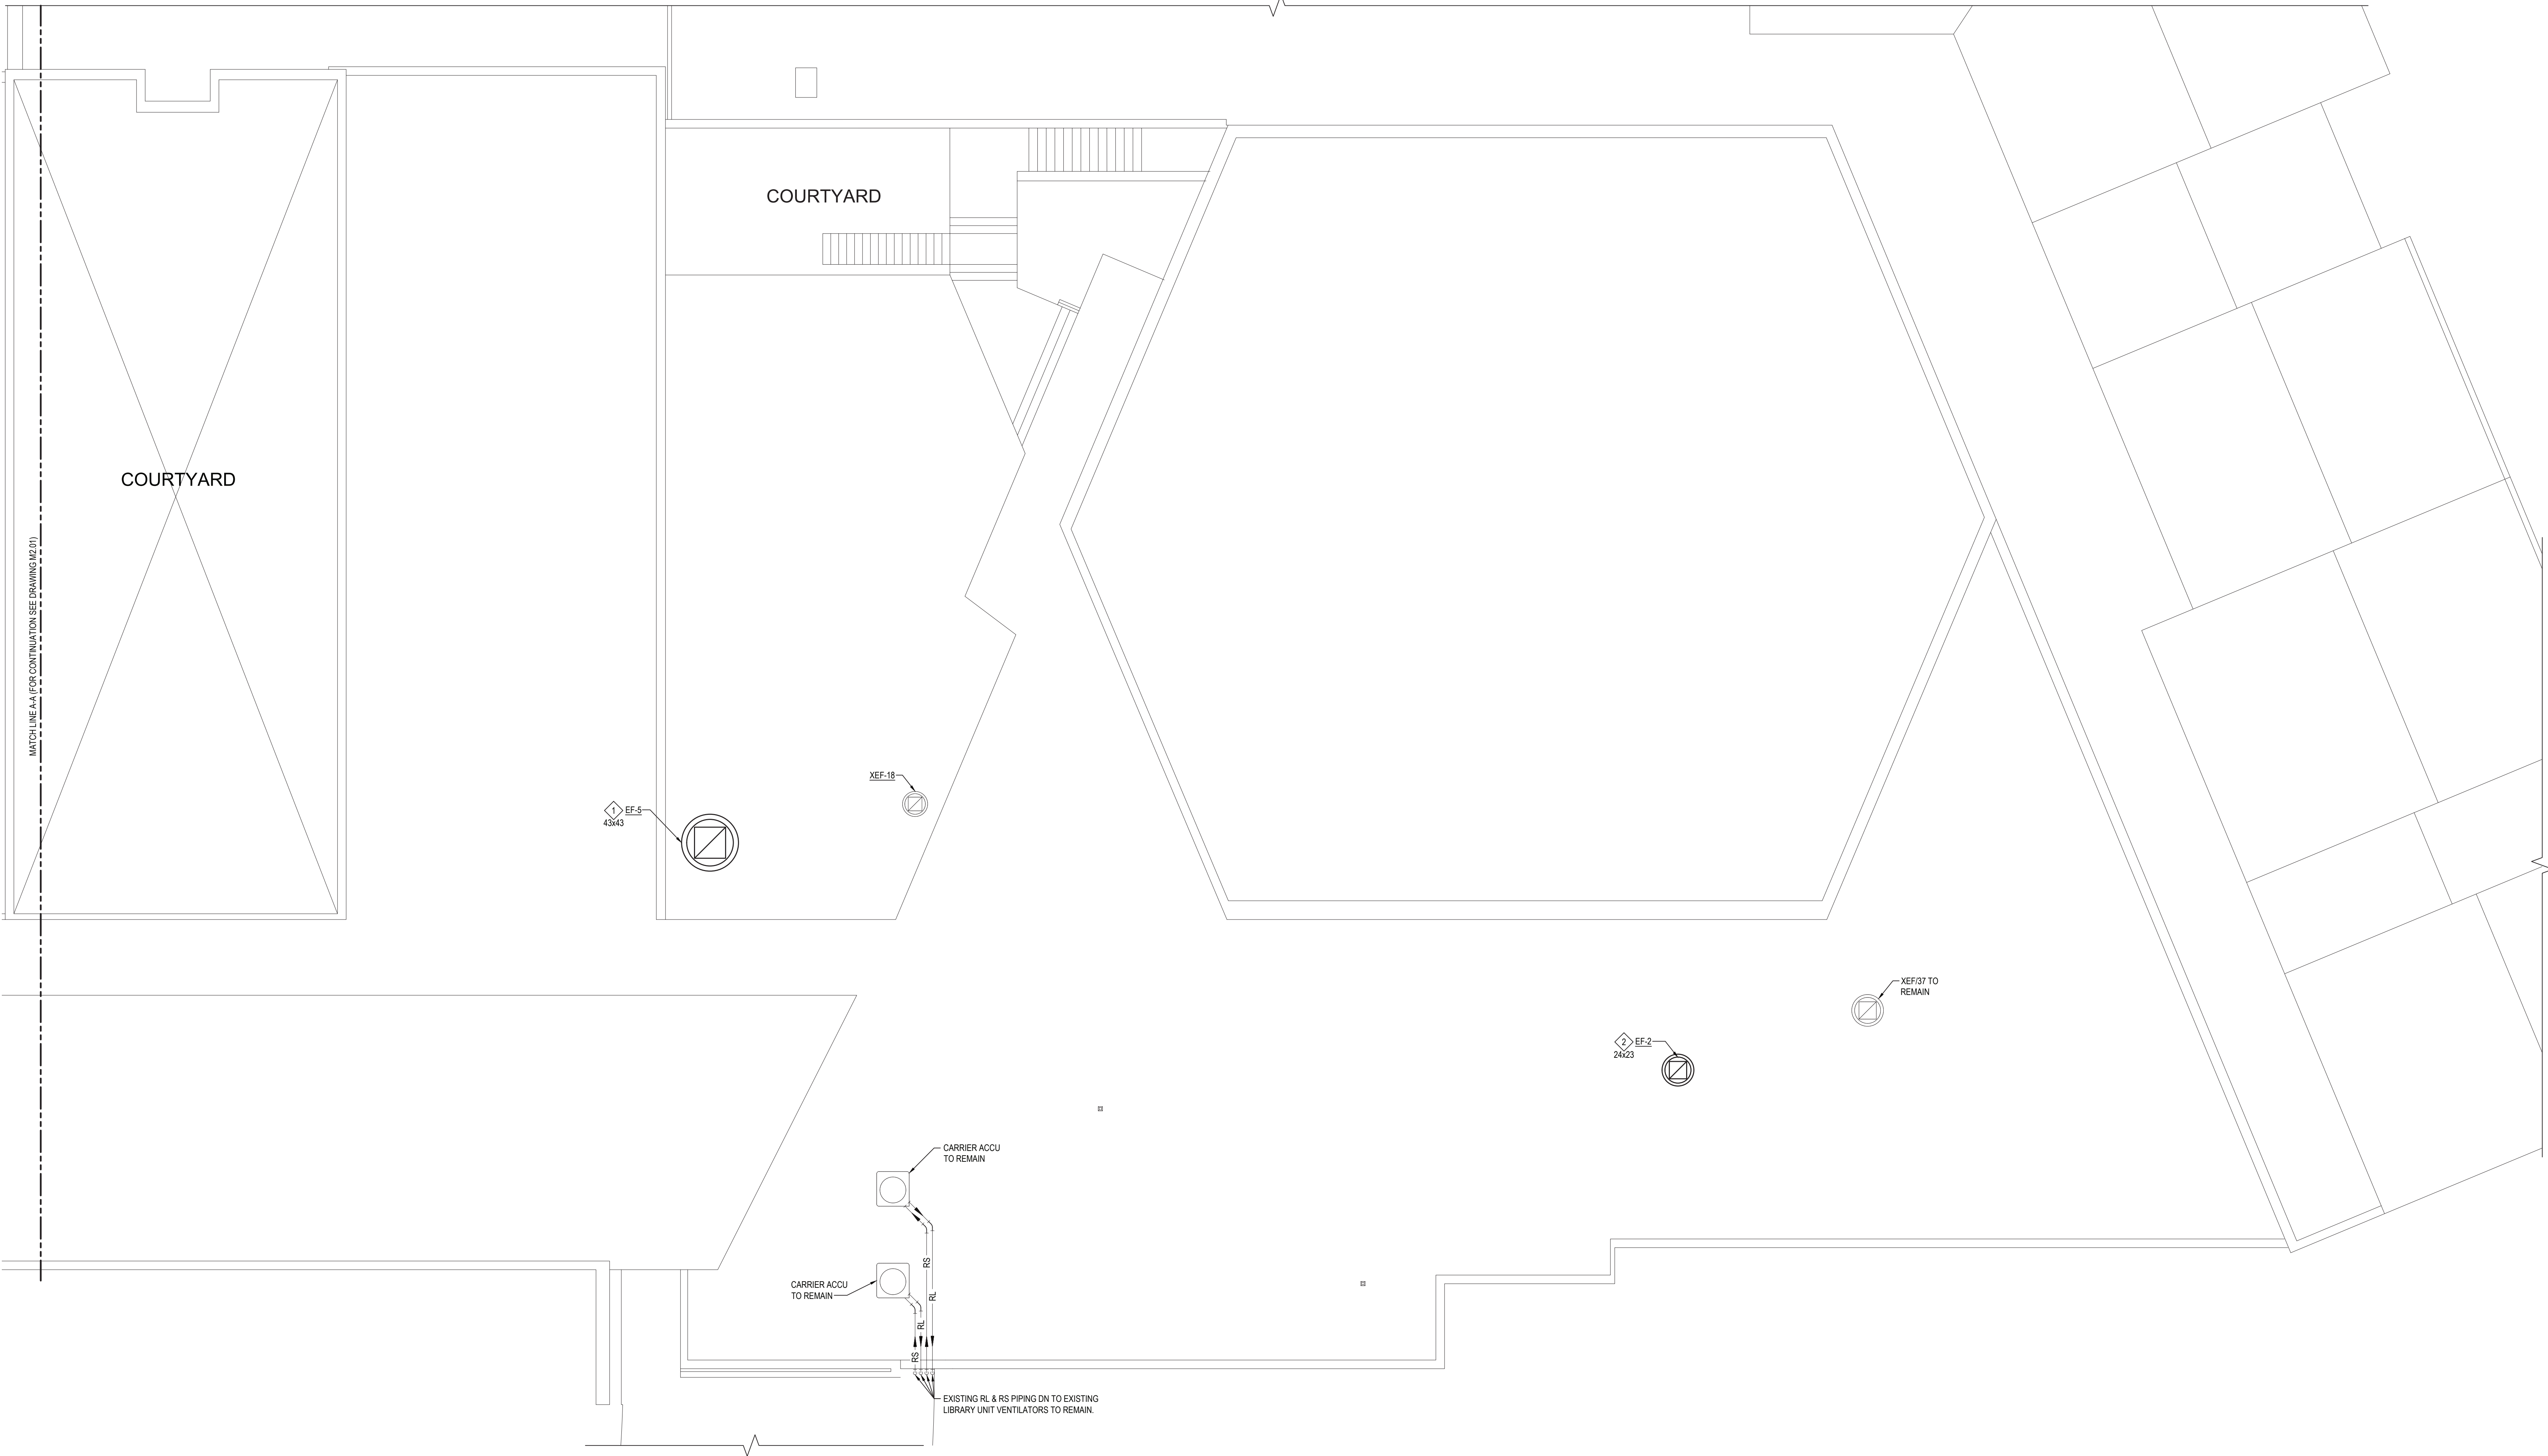 COURTYARD
COURTYARD
MATCH LINE A-A (FOR CONTINUATION SEE DRAWING M2.01)
XEF-18
1
EF-5
43x43
XEF/37 TO
REMAIN
2
EF-2
24x23
CARRIER ACCU
TO REMAIN
RS
CARRIER ACCU
TO REMAIN
RL
RL
RS
EXISTING RL & RS PIPING DN TO EXISTING
LIBRARY UNIT VENTILATORS TO REMAIN.